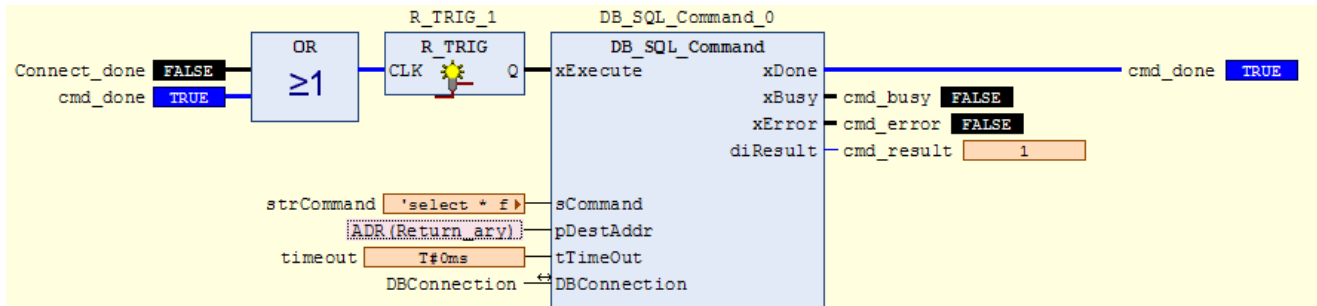 R_TRIG_1 DB_SQL_Command_0
OR R_TRIG DB_SQL_Command
Connect_done FALSE ≥1 CLK Q xExecute xDone cmd_done TRUE
cmd_done TRUE xBusy cmd_busy FALSE
xError cmd_error FALSE
diResult cmd_result 1
strCommand 'select * f sCommand
ADR(Return_ary) pDestAddr
timeout T#0ms tTimeOut
DBConnection DBConnection